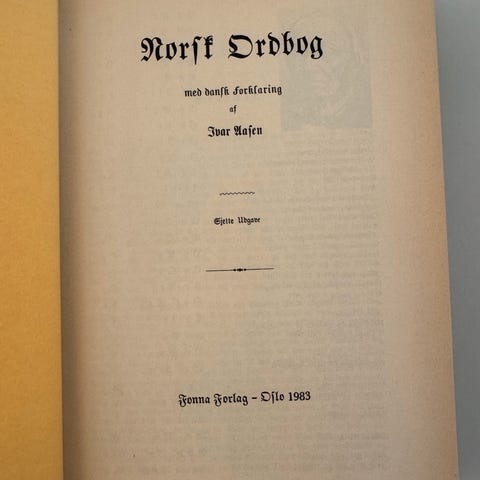 Norsk Ordbog
med dansk Forklaring
af
Ivar Aasen
Sjette Udgave
Fonna Forlag – Oslo 1983